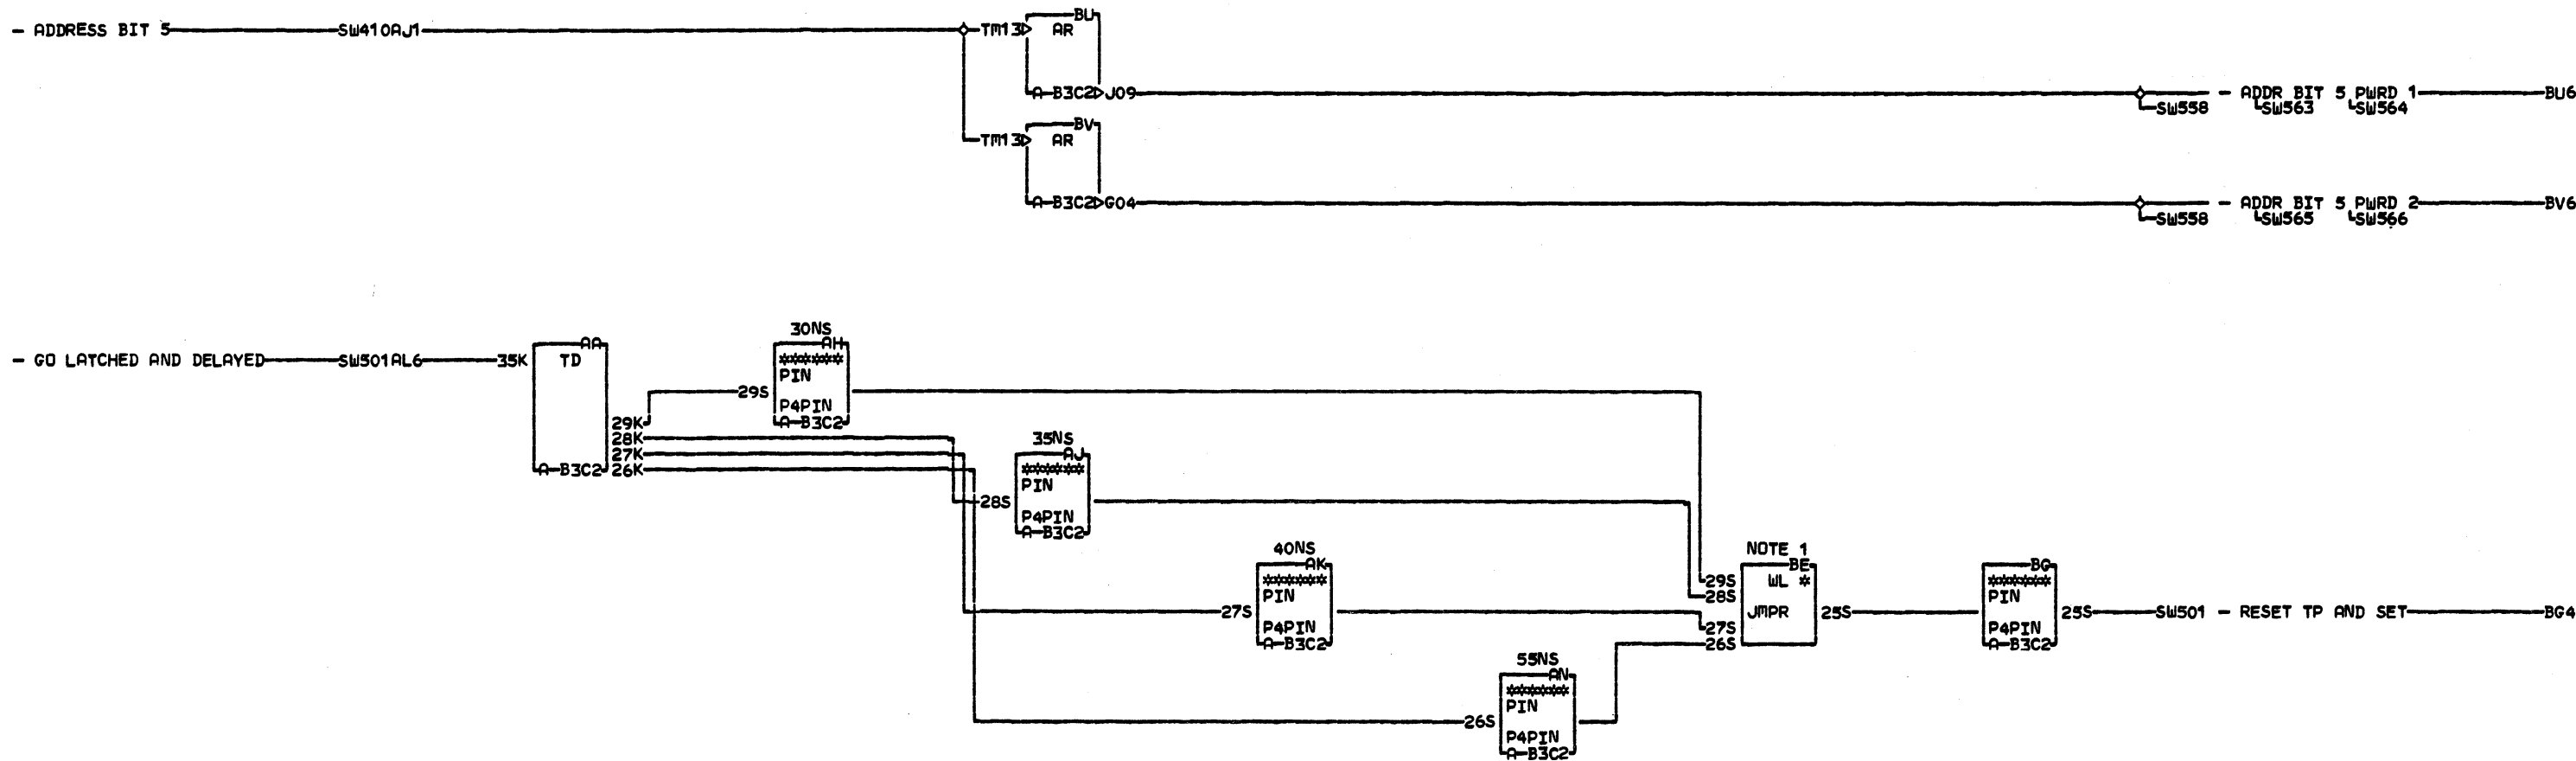 BU
- ADDRESS BIT 5 SW410AJ1 TM13 AR
A B3C2 J09 - ADDR BIT 5 PWRD 1 BU6
SW558 SW563 SW564
BV
TM13 AR
A B3C2 G04 - ADDR BIT 5 PWRD 2 BV6
SW558 SW565 SW566
30NS
AA AH
- GO LATCHED AND DELAYED SW501AL6 35K TD ******
PIN
29S
P4PIN
29K A B3C2
28K 35NS
27K AJ
A B3C2 26K ******
PIN
28S
P4PIN
A B3C2
40NS NOTE 1
AK BE BG
****** 29S WL * ******
PIN 28S PIN
27S JMPR 25S 25S SW501 - RESET TP AND SET BG4
P4PIN 27S P4PIN
A B3C2 26S A B3C2
55NS
AN
******
PIN
26S
P4PIN
A B3C2